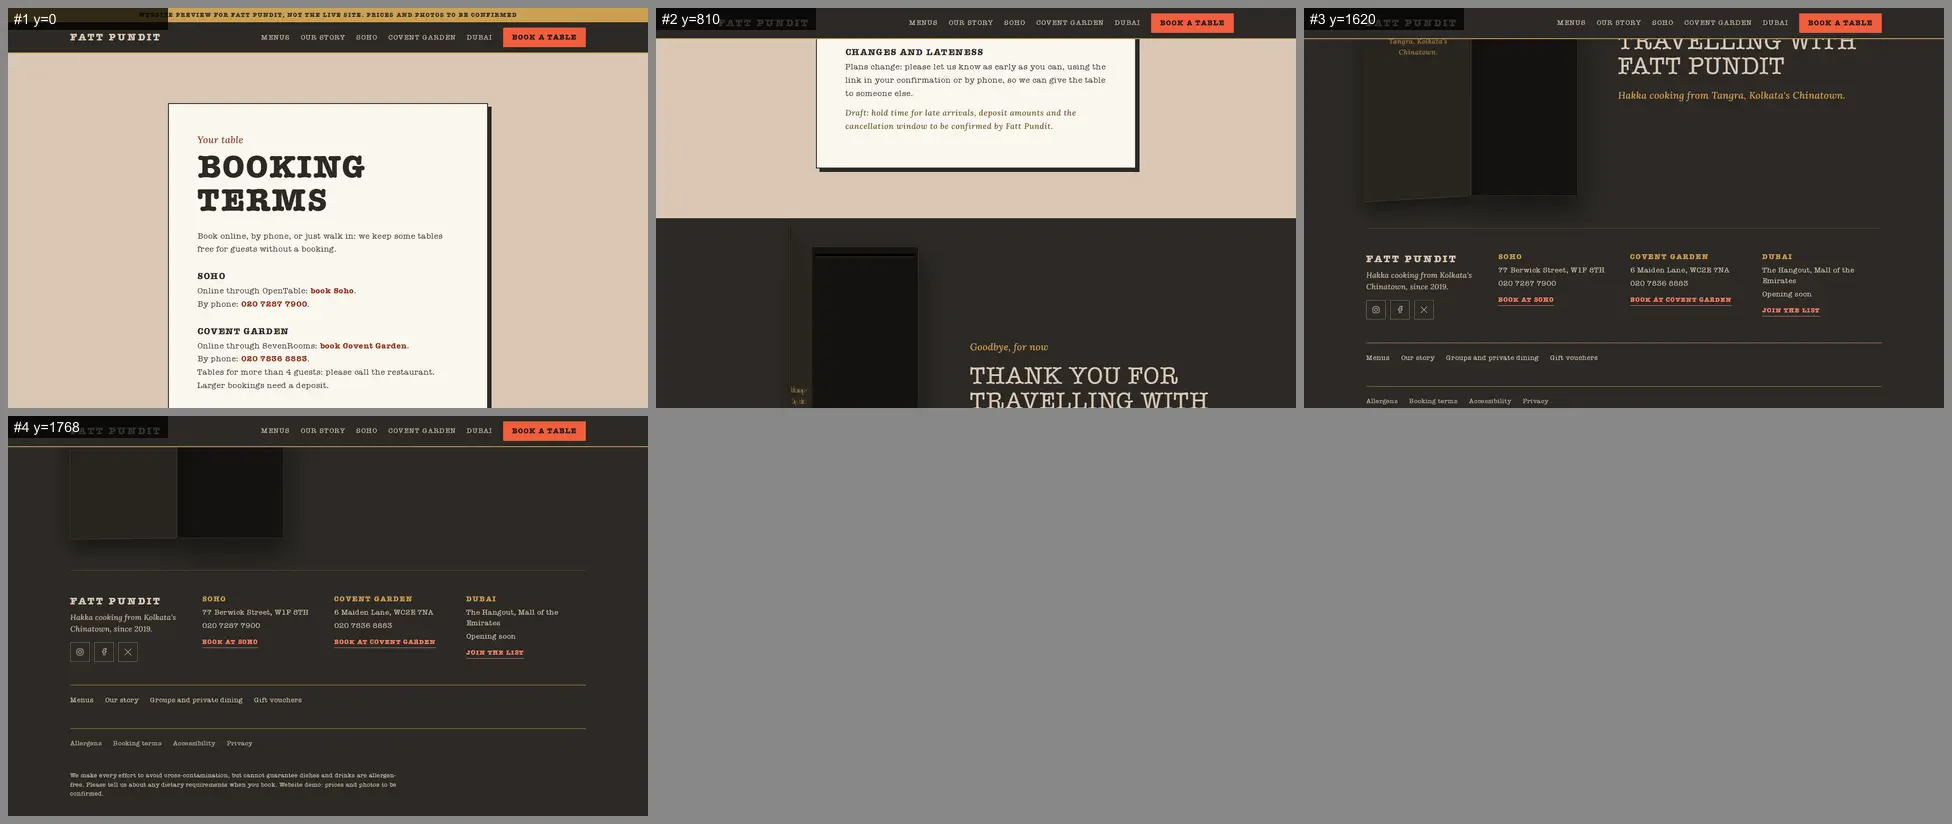 #1 y=0
WEBSITE PREVIEW FOR FATT PUNDIT, NOT THE LIVE SITE. PRICES AND PHOTOS TO BE CONFIRMED
FATT PUNDIT
MENUS OUR STORY SOHO COVENT GARDEN DUBAI BOOK A TABLE
Your table
BOOKING
TERMS
Book online, by phone, or just walk in: we keep some tables
free for guests without a booking.
SOHO
Online through OpenTable: book Soho.
By phone: 020 7287 7900.
COVENT GARDEN
Online through SevenRooms: book Covent Garden.
By phone: 020 7836 8883.
Tables for more than 4 guests: please call the restaurant.
Larger bookings need a deposit.
#2 y=810
FATT PUNDIT
MENUS OUR STORY SOHO COVENT GARDEN DUBAI BOOK A TABLE
CHANGES AND LATENESS
Plans change: please let us know as early as you can, using the
link in your confirmation or by phone, so we can give the table
to someone else.
Draft: hold time for late arrivals, deposit amounts and the
cancellation window to be confirmed by Fatt Pundit.
Goodbye, for now
THANK YOU FOR
TRAVELLING WITH
#3 y=1620
FATT PUNDIT
MENUS OUR STORY SOHO COVENT GARDEN DUBAI BOOK A TABLE
Tangra, Kolkata's
Chinatown.
TRAVELLING WITH
FATT PUNDIT
Hakka cooking from Tangra, Kolkata's Chinatown.
FATT PUNDIT
Hakka cooking from Kolkata's
Chinatown, since 2019.
SOHO
77 Berwick Street, W1F 8TH
020 7287 7900
BOOK AT SOHO
COVENT GARDEN
6 Maiden Lane, WC2E 7NA
020 7836 8883
BOOK AT COVENT GARDEN
DUBAI
The Hangout, Mall of the
Emirates
Opening soon
JOIN THE LIST
Menus Our story Groups and private dining Gift vouchers
Allergens Booking terms Accessibility Privacy
#4 y=1768
FATT PUNDIT
MENUS OUR STORY SOHO COVENT GARDEN DUBAI BOOK A TABLE
FATT PUNDIT
Hakka cooking from Kolkata's
Chinatown, since 2019.
SOHO
77 Berwick Street, W1F 8TH
020 7287 7900
BOOK AT SOHO
COVENT GARDEN
6 Maiden Lane, WC2E 7NA
020 7836 8883
BOOK AT COVENT GARDEN
DUBAI
The Hangout, Mall of the
Emirates
Opening soon
JOIN THE LIST
Menus Our story Groups and private dining Gift vouchers
Allergens Booking terms Accessibility Privacy
We make every effort to avoid cross-contamination, but cannot guarantee dishes and drinks are allergen-
free. Please tell us about any dietary requirements when you book. Website demo: prices and photos to be
confirmed.